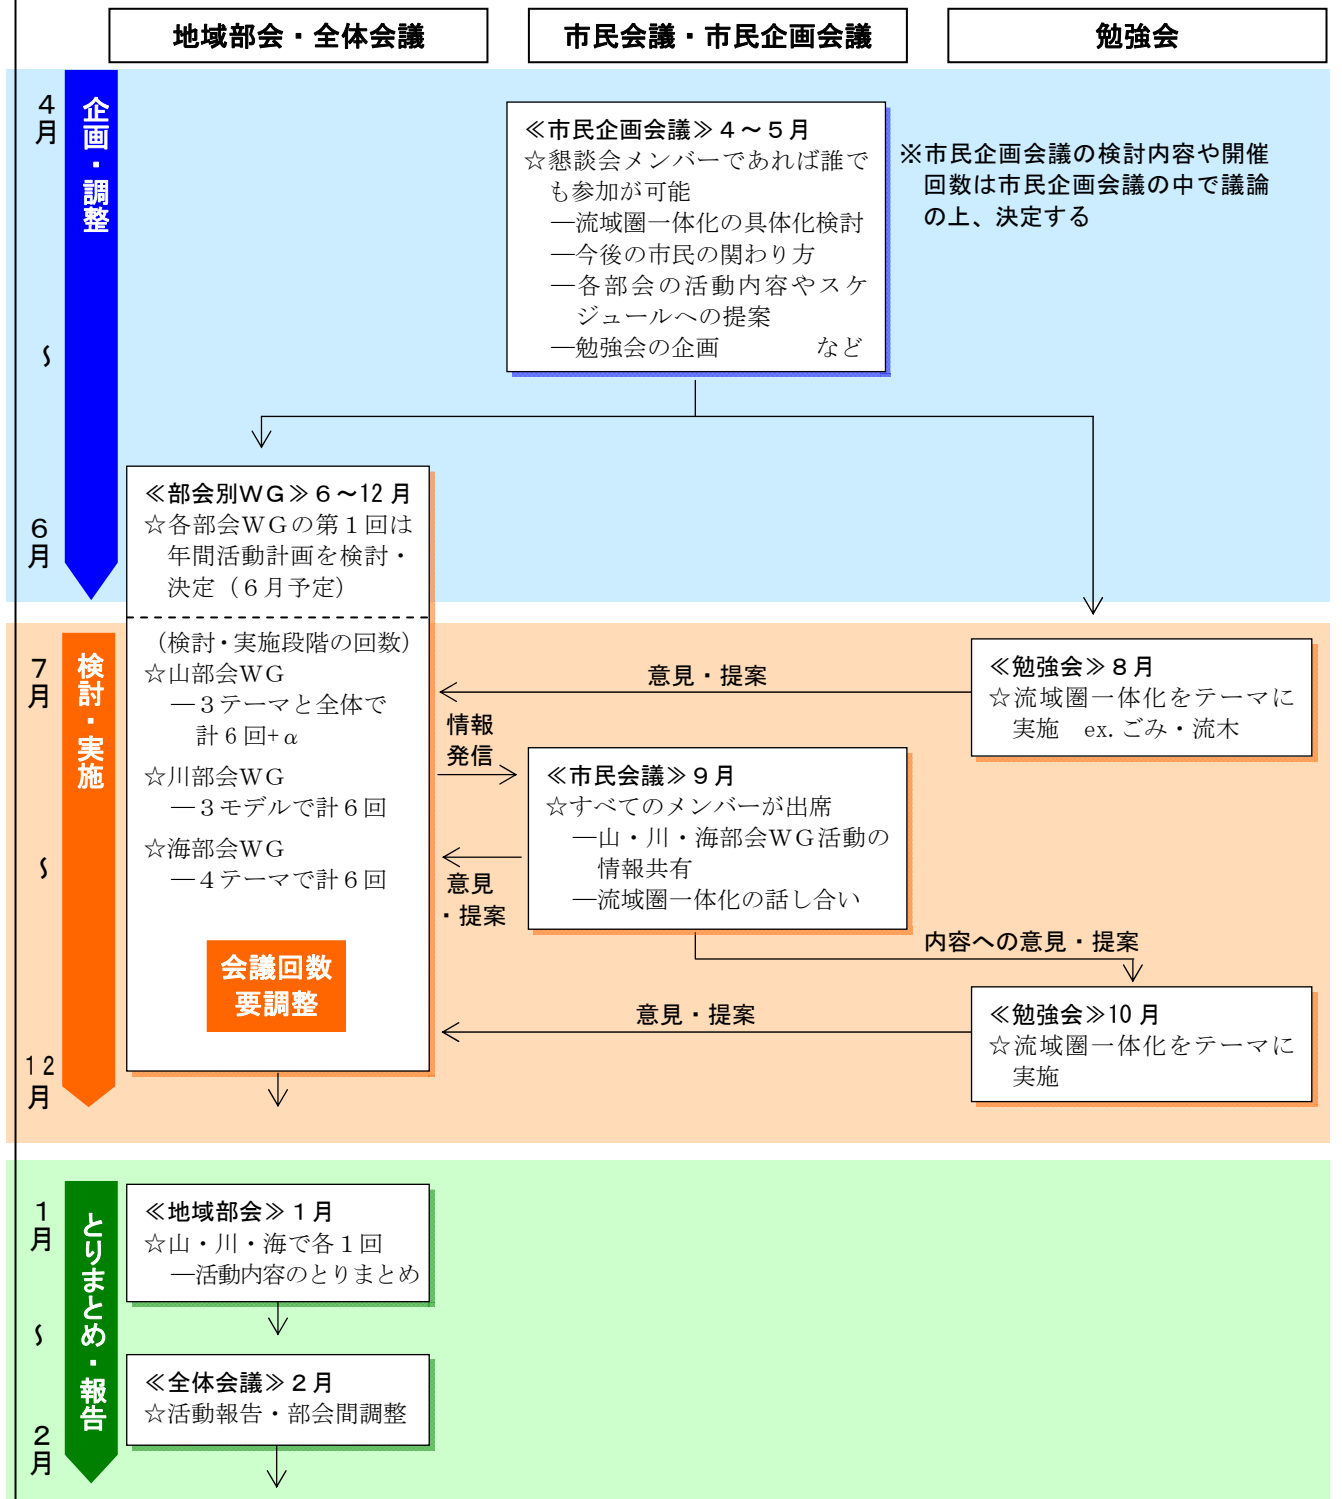 地域部会・全体会議
市民会議・市民企画会議
勉強会
4月
～
6月
企画・調整
≪市民企画会議≫４～５月
☆懇談会メンバーであれば誰で
も参加が可能
―流域圏一体化の具体化検討
―今後の市民の関わり方
―各部会の活動内容やスケ
ジュールへの提案
―勉強会の企画　　　　など
※市民企画会議の検討内容や開催
回数は市民企画会議の中で議論
の上、決定する
≪部会別ＷＧ≫６～12月
☆各部会ＷＧの第１回は
年間活動計画を検討・
決定（６月予定）
7月
～
12月
検討・実施
（検討・実施段階の回数）
☆山部会ＷＧ
―３テーマと全体で
計６回+α
☆川部会ＷＧ
―３モデルで計６回
☆海部会ＷＧ
―４テーマで計６回
会議回数
要調整
意見・提案
≪勉強会≫８月
☆流域圏一体化をテーマに
実施　ex.ごみ・流木
情報
発信
≪市民会議≫９月
☆すべてのメンバーが出席
―山・川・海部会ＷＧ活動の
情報共有
―流域圏一体化の話し合い
意見
・提案
内容への意見・提案
意見・提案
≪勉強会≫10月
☆流域圏一体化をテーマに
実施
1月
～
2月
とりまとめ・報告
≪地域部会≫１月
☆山・川・海で各１回
―活動内容のとりまとめ
≪全体会議≫２月
☆活動報告・部会間調整